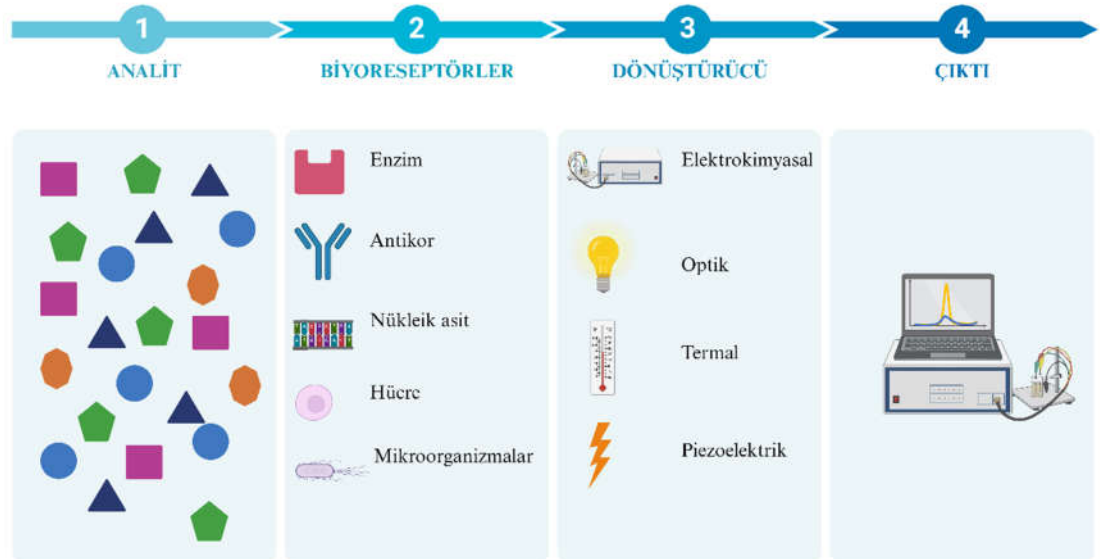 1
2
3
4
ANALİT
BİYORESEPTÖRLER
DÖNÜŞTÜRÜCÜ
ÇIKTI
Enzim
Antikor
Nükleik asit
Hücre
Mikroorganizmalar
Elektrokimyasal
Optik
Termal
Piezoelektrik